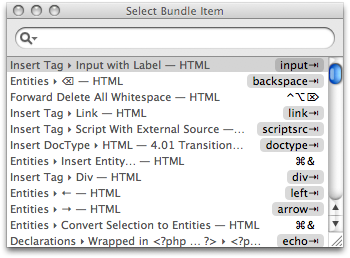 Select Bundle Item
Insert Tag ▸ Input with Label — HTML input⇥
Entities ▸ ⌫ — HTML backspace⇥
Forward Delete All Whitespace — HTML ^⌥⌦
Insert Tag ▸ Link — HTML link⇥
Insert Tag ▸ Script With External Source —... scriptsrc⇥
Insert DocType ▸ HTML — 4.01 Transition... doctype⇥
Entities ▸ Insert Entity... — HTML ⌘&
Insert Tag ▸ Div — HTML div⇥
Entities ▸ ← — HTML left⇥
Entities ▸ → — HTML arrow⇥
Entities ▸ Convert Selection to Entities — HTML ⌘&
Declarations ▸ Wrapped in <?php ... ?> ▸ <?p... echo⇥